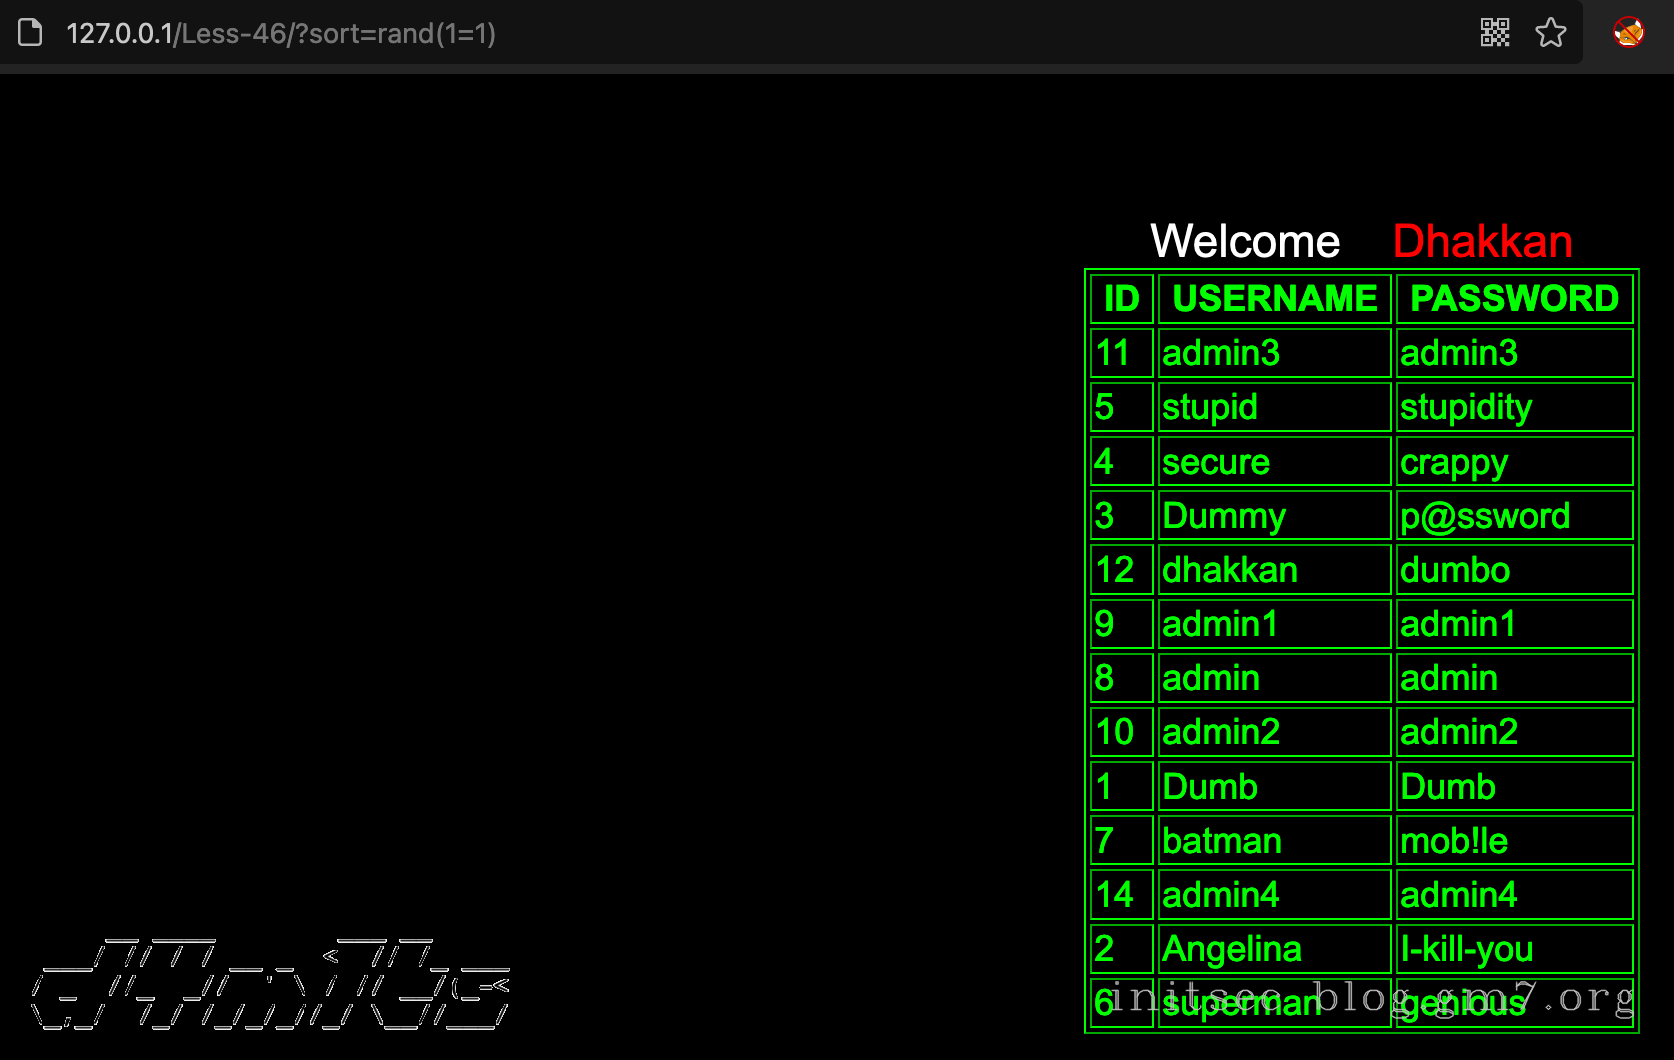 127.0.0.1/Less-46/?sort=rand(1=1)
Welcome Dhakkan
ID USERNAME PASSWORD
11 admin3 admin3
5 stupid stupidity
4 secure crappy
3 Dummy p@ssword
12 dhakkan dumbo
9 admin1 admin1
8 admin admin
10 admin2 admin2
1 Dumb Dumb
7 batman mob!le
14 admin4 admin4
2 Angelina I-kill-you
6 superman genious
initsec blog.gm7.org